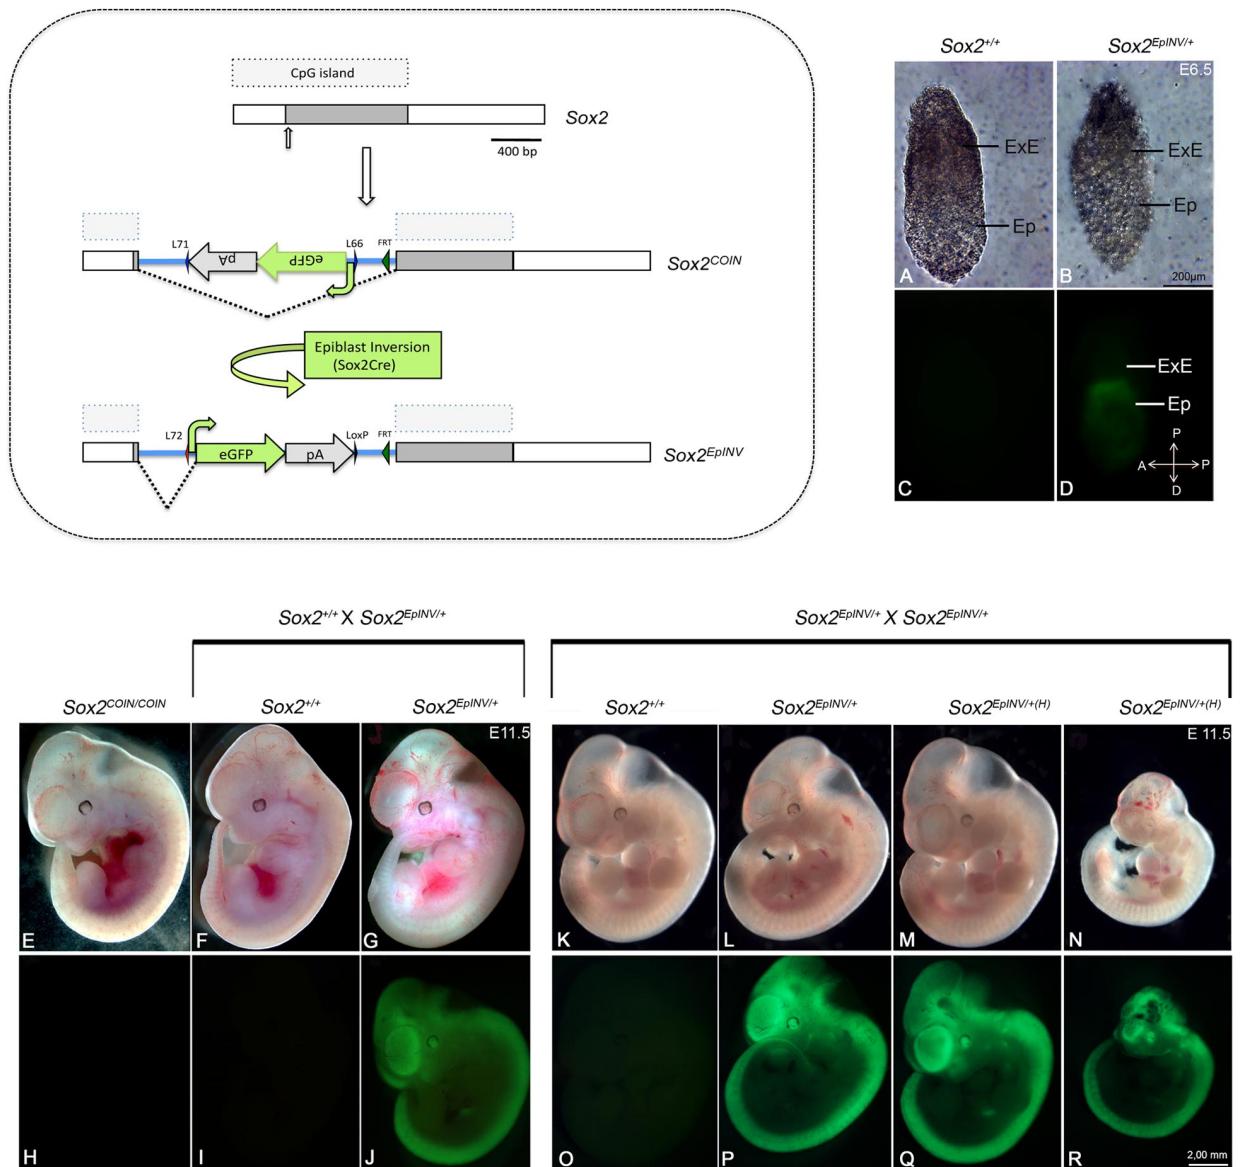 CpG island
Sox2
400 bp
L71
pA
eGFP
L66
FRT
Sox2COIN
Epiblast Inversion
(Sox2Cre)
L72
eGFP
pA
LoxP
FRT
Sox2EpINV
Sox2+/+
Sox2EpINV/+
E6.5
ExE
Ep
A
ExE
Ep
B
200µm
C
ExE
Ep
P
A
P
D
D
Sox2+/+ X Sox2EpINV/+
Sox2EpINV/+ X Sox2EpINV/+
Sox2COIN/COIN
Sox2+/+
Sox2EpINV/+
Sox2+/+
Sox2EpINV/+
Sox2EpINV/+(H)
Sox2EpINV/+(H)
E11.5
E 11.5
E
F
G
K
L
M
N
H
I
J
O
P
Q
R
2,00 mm